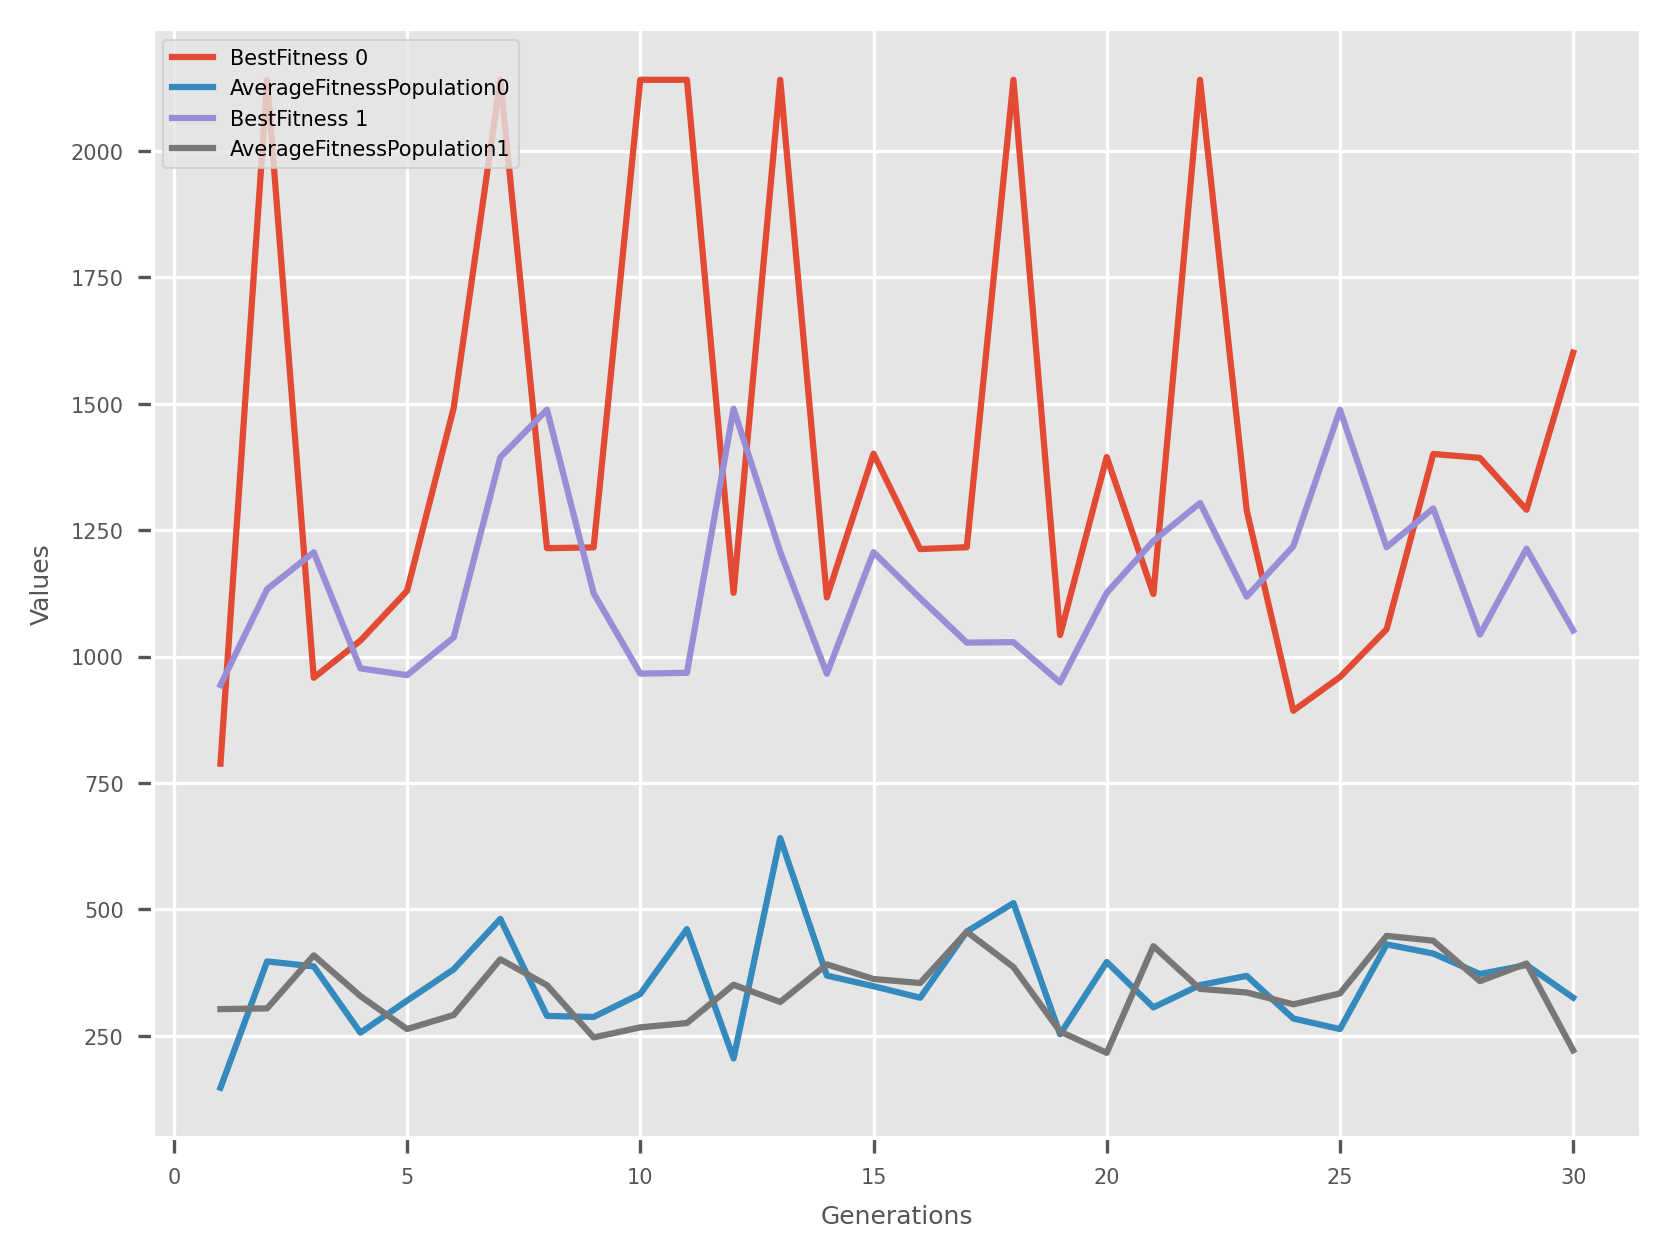 BestFitness 0
AverageFitnessPopulation0
BestFitness 1
AverageFitnessPopulation1
2000
1750
1500
1250
1000
750
500
250
Values
0 5 10 15 20 25 30
Generations